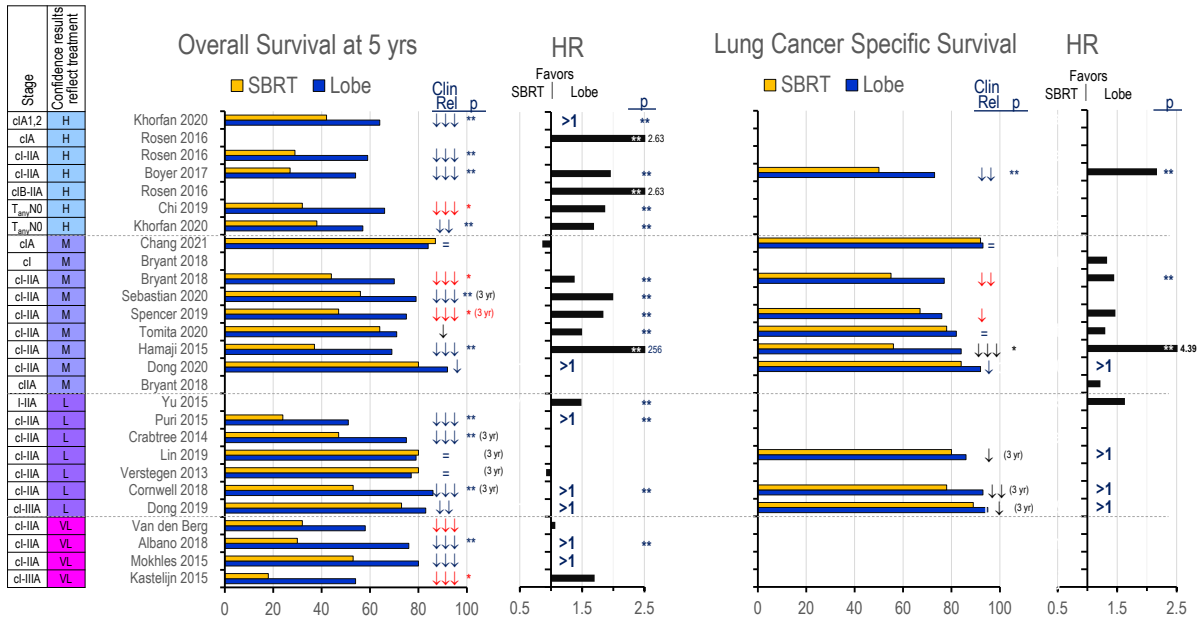 Stage
Confidence results reflect treatment
Overall Survival at 5 yrs
HR
Lung Cancer Specific Survival
HR
SBRT Lobe
Clin Rel p
Favors
SBRT | Lobe
p
SBRT Lobe
Clin Rel p
Favors
SBRT | Lobe
p
cIA1,2 H Khorfan 2020 ↓↓↓ ** >1 **
cIA H Rosen 2016 ** 2.63
cI-IIA H Rosen 2016 ↓↓↓ **
cI-IIA H Boyer 2017 ↓↓↓ ** ** ↓↓ ** **
cIB-IIA H Rosen 2016 ** 2.63
TanyN0 H Chi 2019 ↓↓↓ * **
TanyN0 H Khorfan 2020 ↓↓ ** **
cIA M Chang 2021 = =
cI M Bryant 2018
cI-IIA M Bryant 2018 ↓↓↓ * ** ↓↓ **
cI-IIA M Sebastian 2020 ↓↓↓ ** (3 yr) **
cI-IIA M Spencer 2019 ↓↓↓ * (3 yr) ** ↓
cI-IIA M Tomita 2020 ↓ ** =
cI-IIA M Hamaji 2015 ↓↓↓ ** ** 256 ↓↓↓ * ** 4.39
cI-IIA M Dong 2020 ↓ >1 ↓ >1
cIIA M Bryant 2018
I-IIA L Yu 2015 **
cI-IIA L Puri 2015 ↓↓↓ ** >1 **
cI-IIA L Crabtree 2014 ↓↓↓ ** (3 yr)
cI-IIA L Lin 2019 = (3 yr) ↓ (3 yr) >1
cI-IIA L Verstegen 2013 = (3 yr)
cI-IIA L Cornwell 2018 ↓↓↓ ** (3 yr) >1 ** ↓↓ (3 yr) >1
cI-IIIA L Dong 2019 ↓↓ >1 ↓ (3 yr) >1
cI-IIA VL Van den Berg ↓↓↓
cI-IIA VL Albano 2018 ↓↓↓ ** >1 **
cI-IIA VL Mokhles 2015 ↓↓↓ >1
cI-IIIA VL Kastelijn 2015 ↓↓↓ *
0 20 40 60 80 100
0.5 1 1.5 2 2.5
0 20 40 60 80 100
0.5 1 1.5 2.5